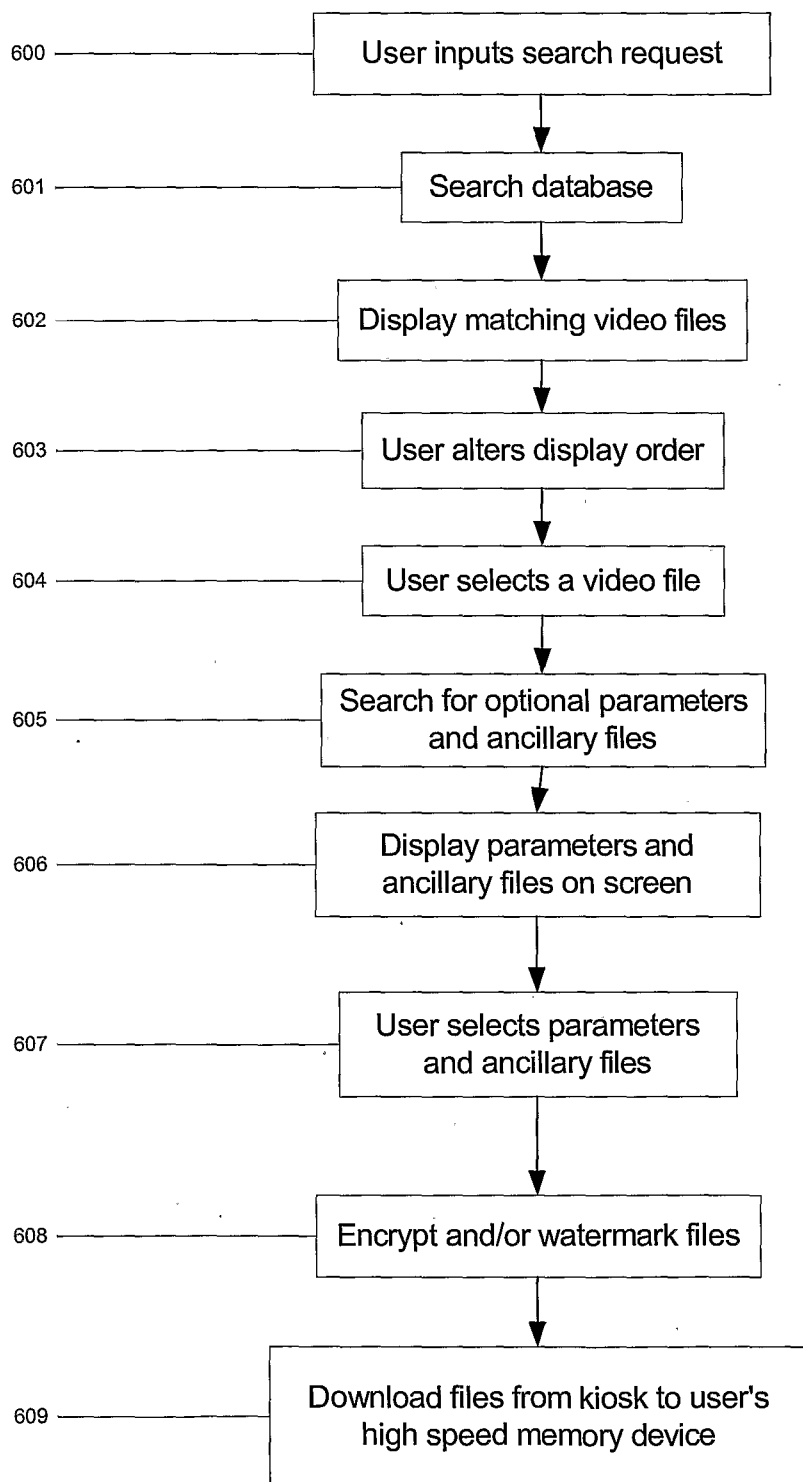 600
User inputs search request
601
Search database
602
Display matching video files
603
User alters display order
604
User selects a video file
605
Search for optional parameters
and ancillary files
606
Display parameters and
ancillary files on screen
607
User selects parameters
and ancillary files
608
Encrypt and/or watermark files
609
Download files from kiosk to user's
high speed memory device